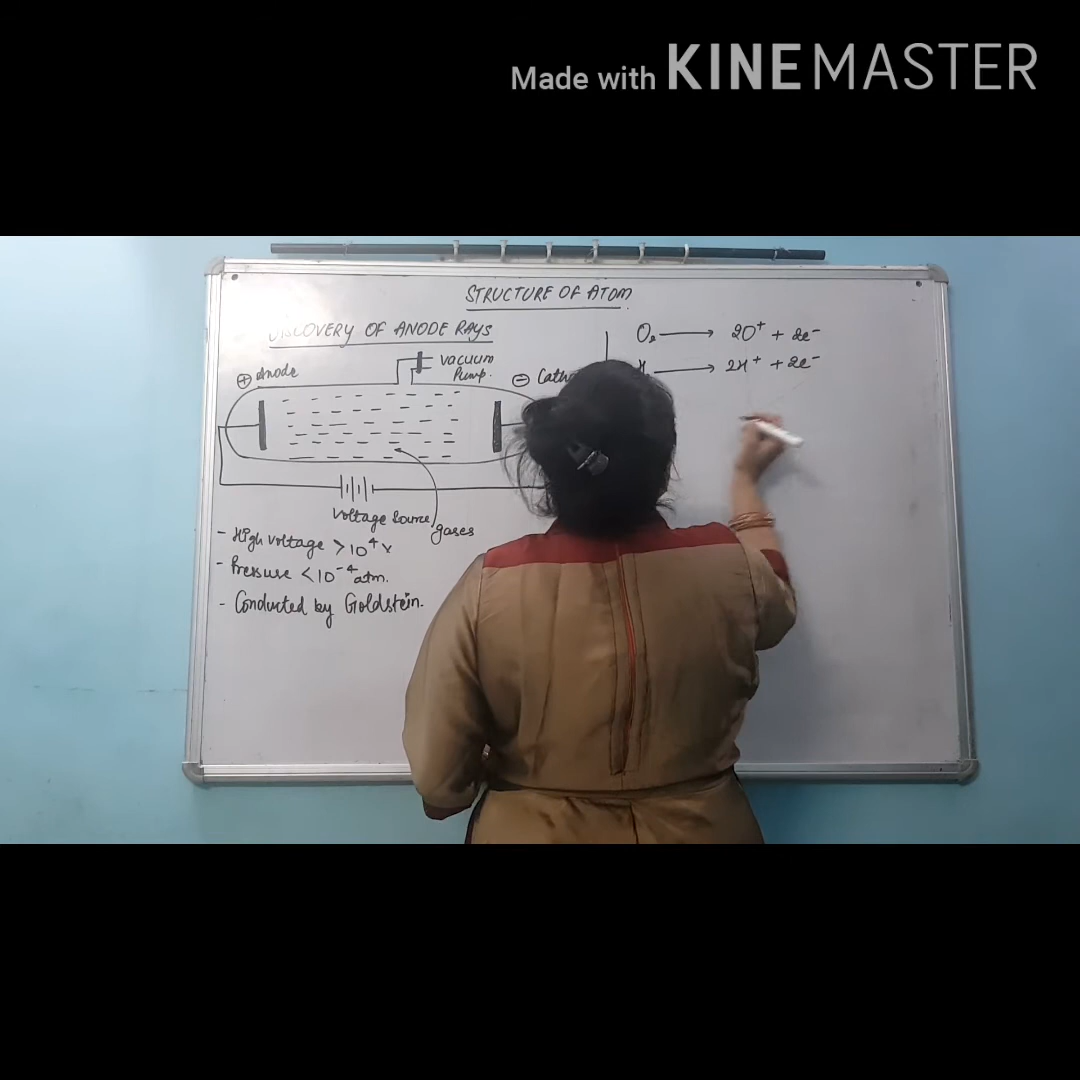 Made with KINEMASTER
STRUCTURE OF ATOM
DISCOVERY OF ANODE RAYS
⊕ Anode
VACUUM
Pump.
⊖ Cath
Voltage Source
gases
- High voltage > 10⁴ v
- Pressure < 10⁻⁴ atm.
- Conducted by Goldstein.
O₂ ⟶ 2O⁺ + 2e⁻
H ⟶ 2H⁺ + 2e⁻